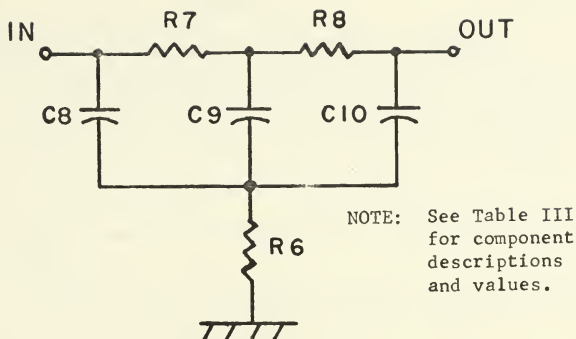 R7
R8
IN
OUT
C8
C9
C10
R6
NOTE: See Table III
for component
descriptions
and values.